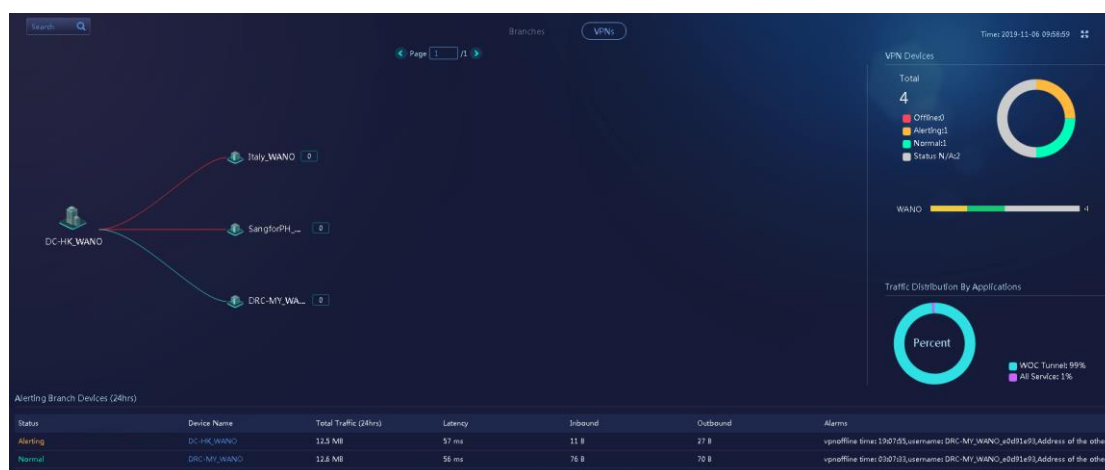 Search
Branches VPNs
Time: 2019-11-06 09:58:59
Page 1 /1
VPN Devices
Total
4
Offline:0
Alerting:1
Normal:1
Status N/A:2
Italy_WANO 0
WANO 4
SangforPH_... 0
DC-HK_WANO
DRC-MY_WA... 0
Traffic Distribution By Applications
Percent
WOC Tunnel: 99%
All Service: 1%
Alerting Branch Devices (24hrs)
Status Device Name Total Traffic (24hrs) Latency Inbound Outbound Alarms
Alerting DC-HK_WANO 12.5 MB 57 ms 11 B 27 B vpnoffline time: 19:07:55,username: DRC-MY_WANO_e0d91e93,Address of the othe
Normal DRC-MY_WANO 12.6 MB 56 ms 76 B 70 B vpnoffline time: 03:07:33,username: DRC-MY_WANO_e0d91e93,Address of the othe